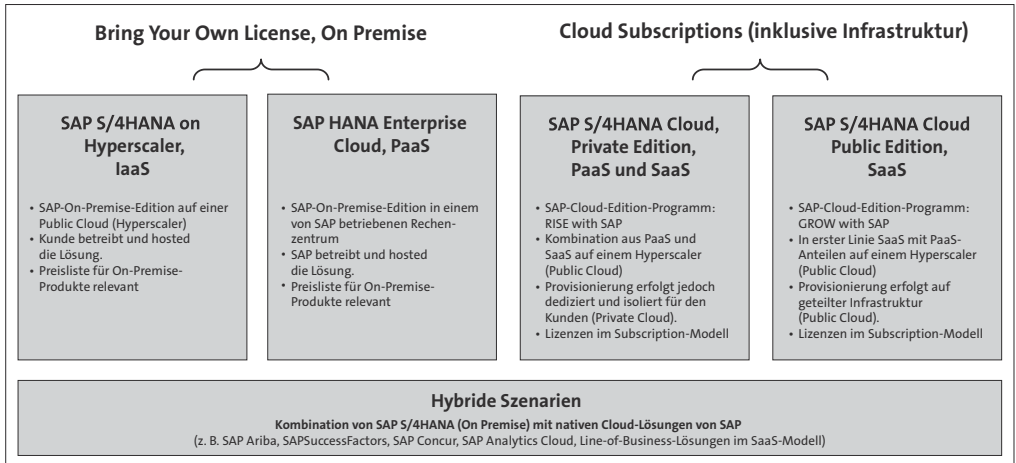 Bring Your Own License, On Premise
Cloud Subscriptions (inklusive Infrastruktur)
SAP S/4HANA on
Hyperscaler,
IaaS
• SAP-On-Premise-Edition auf einer
Public Cloud (Hyperscaler)
• Kunde betreibt und hosted
die Lösung.
• Preisliste für On-Premise-
Produkte relevant
SAP HANA Enterprise
Cloud, PaaS
• SAP-On-Premise-Edition in einem
von SAP betriebenen Rechen-
zentrum
• SAP betreibt und hosted
die Lösung.
• Preisliste für On-Premise-
Produkte relevant
SAP S/4HANA Cloud,
Private Edition,
PaaS und SaaS
• SAP-Cloud-Edition-Programm:
RISE with SAP
• Kombination aus PaaS und
SaaS auf einem Hyperscaler
(Public Cloud)
• Provisionierung erfolgt jedoch
dediziert und isoliert für den
Kunden (Private Cloud).
• Lizenzen im Subscription-Modell
SAP S/4HANA Cloud
Public Edition,
SaaS
• SAP-Cloud-Edition-Programm:
GROW with SAP
• In erster Linie SaaS mit PaaS-
Anteilen auf einem Hyperscaler
(Public Cloud)
• Provisionierung erfolgt auf
geteilter Infrastruktur
(Public Cloud).
• Lizenzen im Subscription-Modell
Hybride Szenarien
Kombination von SAP S/4HANA (On Premise) mit nativen Cloud-Lösungen von SAP
(z. B. SAP Ariba, SAPSuccessFactors, SAP Concur, SAP Analytics Cloud, Line-of-Business-Lösungen im SaaS-Modell)